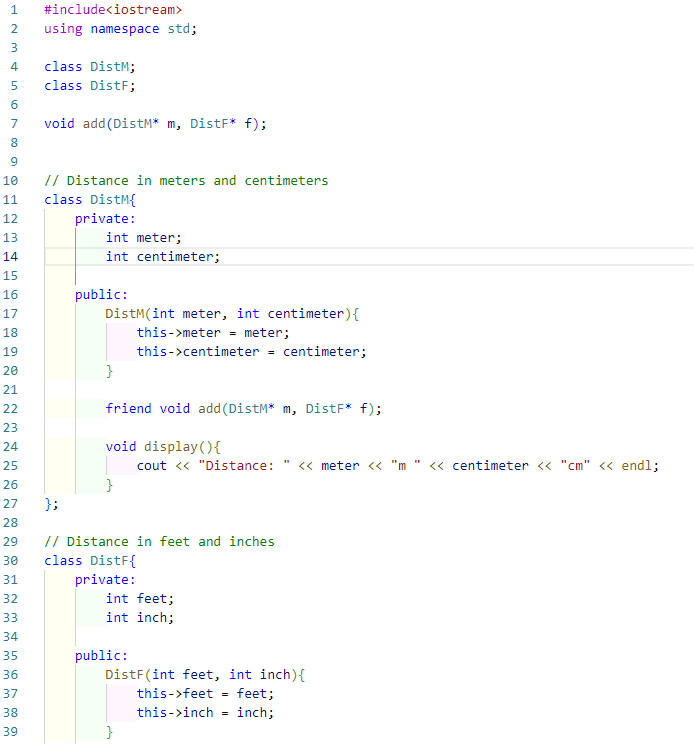 1 #include<iostream>
2 using namespace std;
3
4 class DistM;
5 class DistF;
6
7 void add(DistM* m, DistF* f);
8
9
10 // Distance in meters and centimeters
11 class DistM{
12     private:
13         int meter;
14         int centimeter;
15
16     public:
17         DistM(int meter, int centimeter){
18             this->meter = meter;
19             this->centimeter = centimeter;
20         }
21
22         friend void add(DistM* m, DistF* f);
23
24         void display(){
25             cout << "Distance: " << meter << "m " << centimeter << "cm" << endl;
26         }
27 };
28
29 // Distance in feet and inches
30 class DistF{
31     private:
32         int feet;
33         int inch;
34
35     public:
36         DistF(int feet, int inch){
37             this->feet = feet;
38             this->inch = inch;
39         }